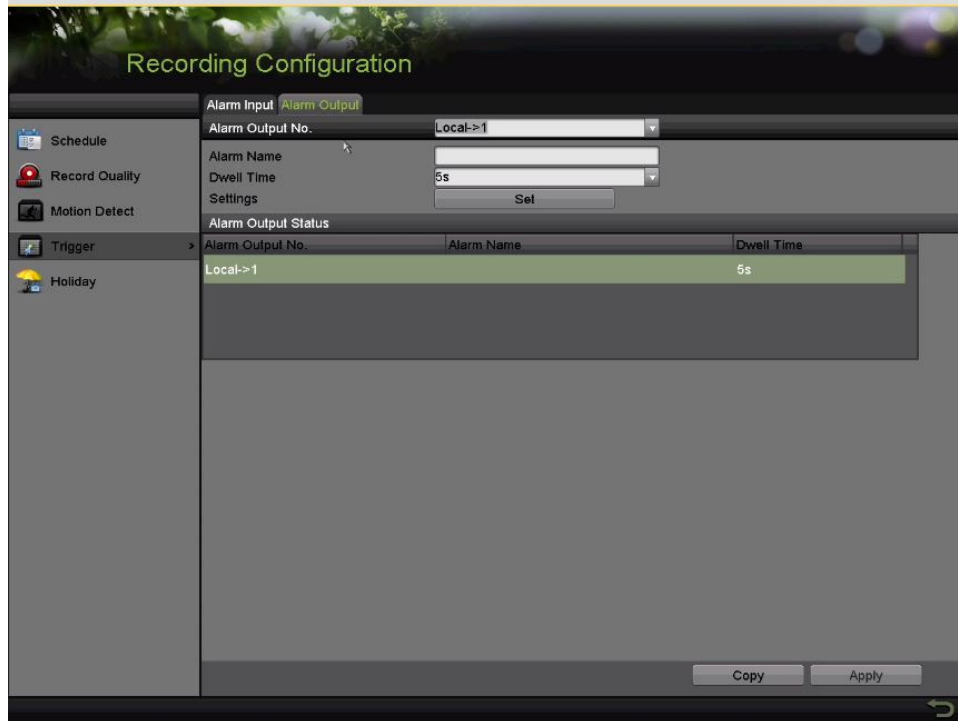 Recording Configuration
Alarm Input Alarm Output
Alarm Output No. Local->1
Schedule
Alarm Name
Record Quality
Dwell Time 5s
Settings Set
Motion Detect
Alarm Output Status
Trigger >
Alarm Output No. Alarm Name Dwell Time
Local->1 5s
Holiday
Copy Apply